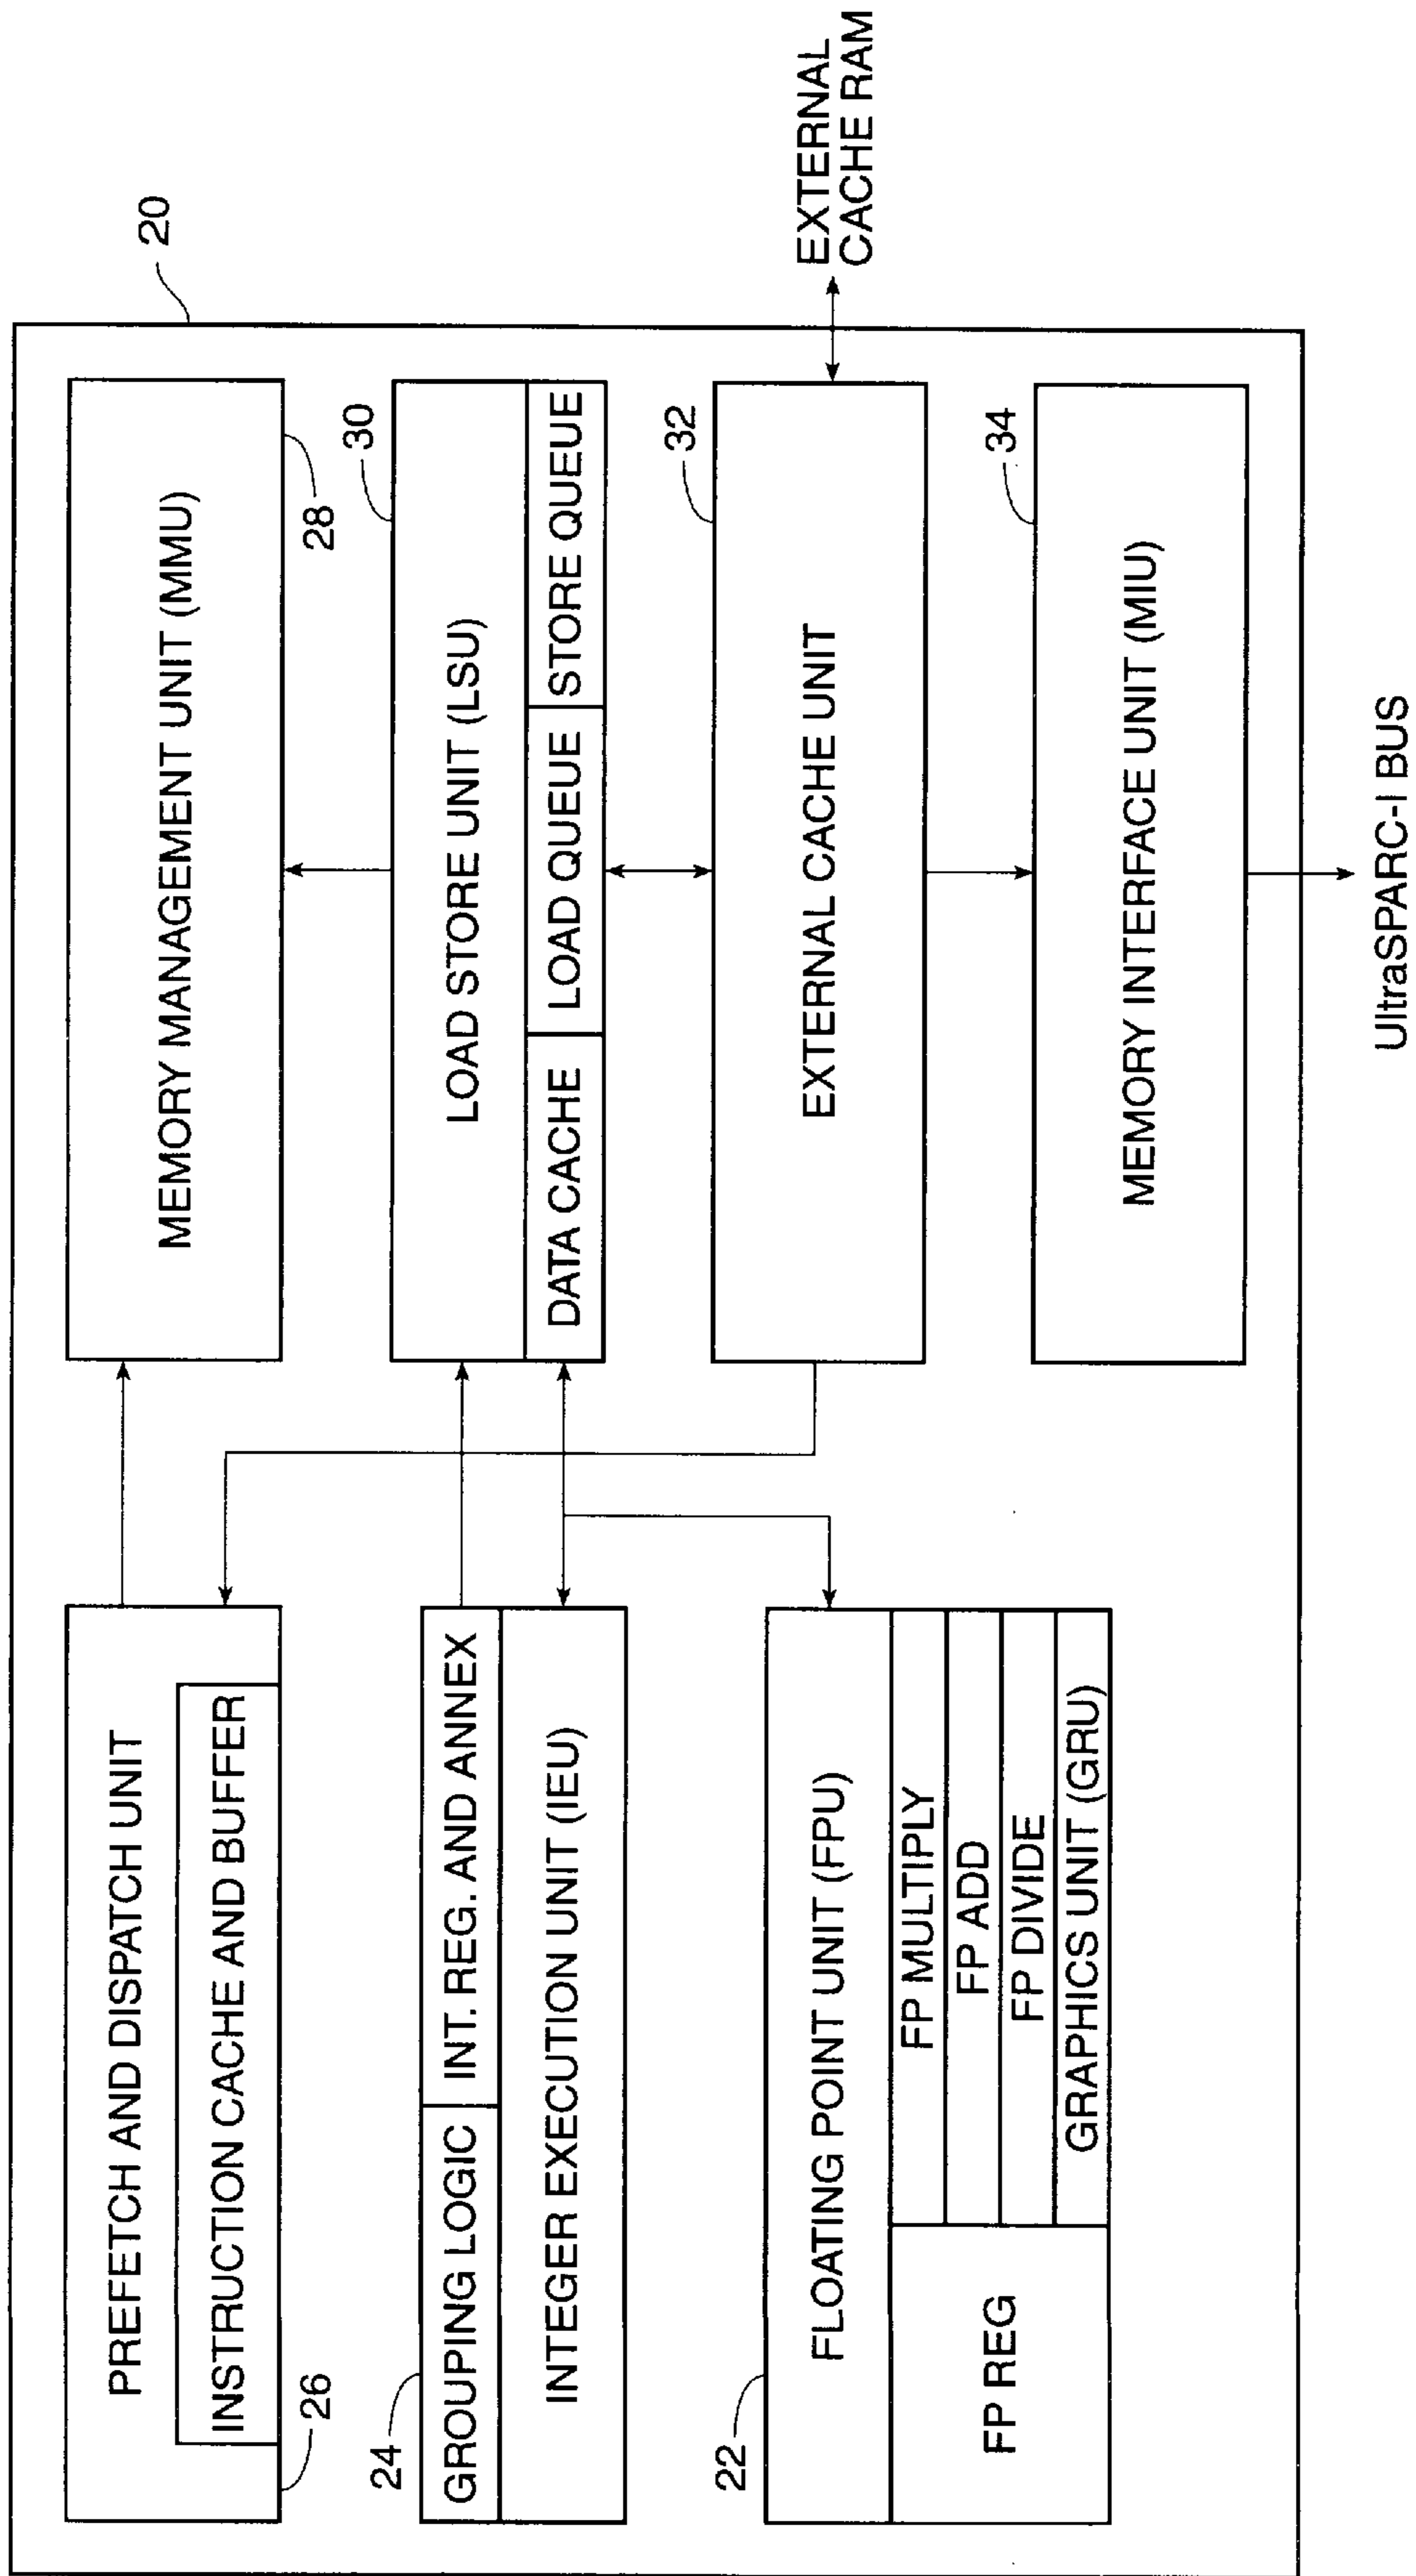 20
PREFETCH AND DISPATCH UNIT
INSTRUCTION CACHE AND BUFFER
26
MEMORY MANAGEMENT UNIT (MMU)
28
24
GROUPING LOGIC
INT. REG. AND ANNEX
INTEGER EXECUTION UNIT (IEU)
30
LOAD STORE UNIT (LSU)
DATA CACHE
LOAD QUEUE
STORE QUEUE
22
FLOATING POINT UNIT (FPU)
FP REG
FP MULTIPLY
FP ADD
FP DIVIDE
GRAPHICS UNIT (GRU)
32
EXTERNAL CACHE UNIT
EXTERNAL
CACHE RAM
34
MEMORY INTERFACE UNIT (MIU)
UltraSPARC-I BUS